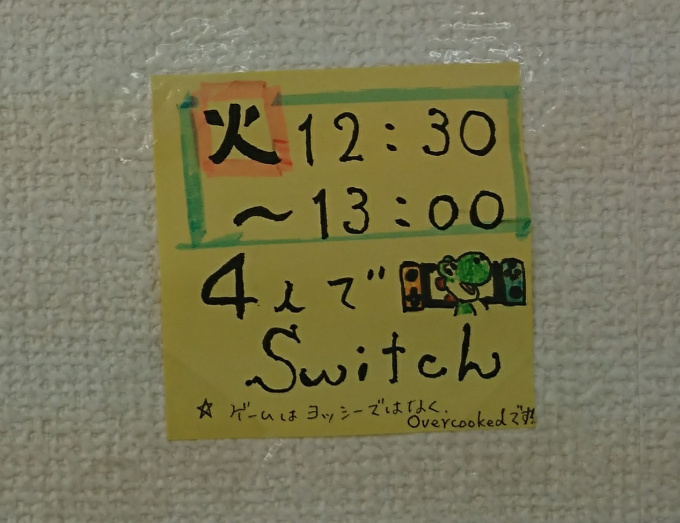 火 12:30
～13:00
4人で
Switch
☆ ゲームはヨッシーではなく、
Overcookedです!